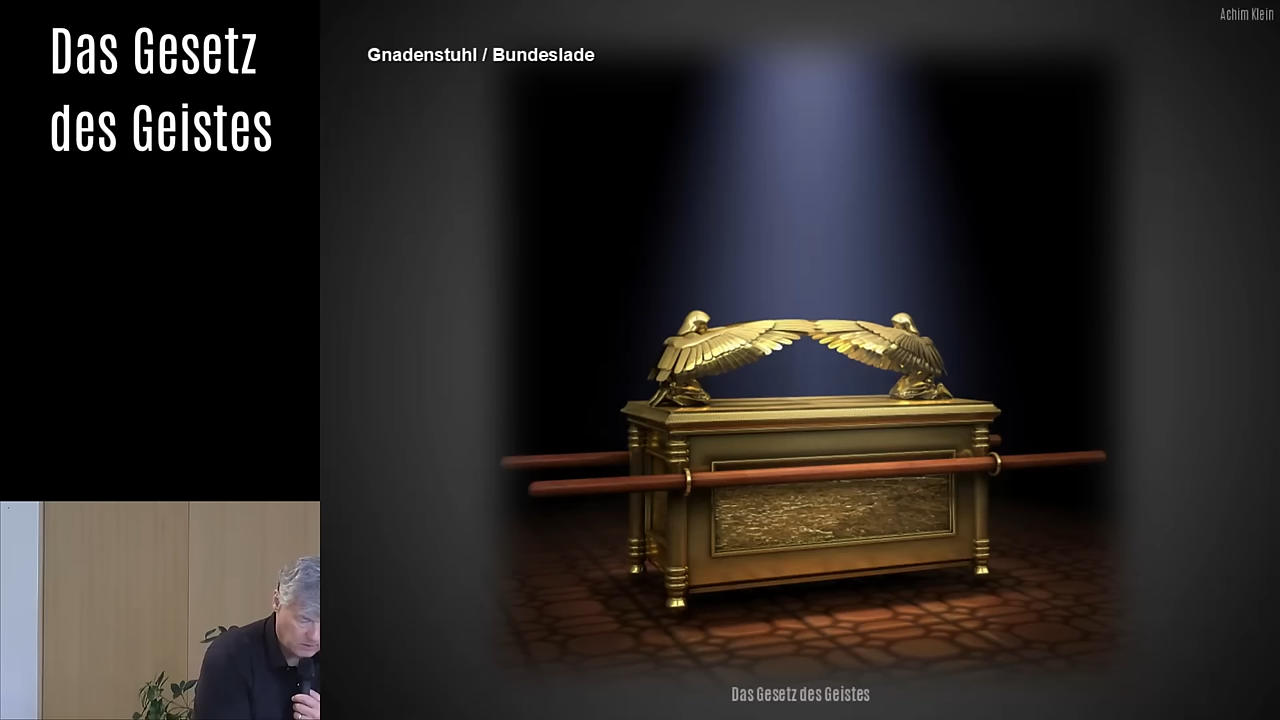 Das Gesetz
des Geistes
Achim Klein
Gnadenstuhl / Bundeslade
Das Gesetz des Geistes